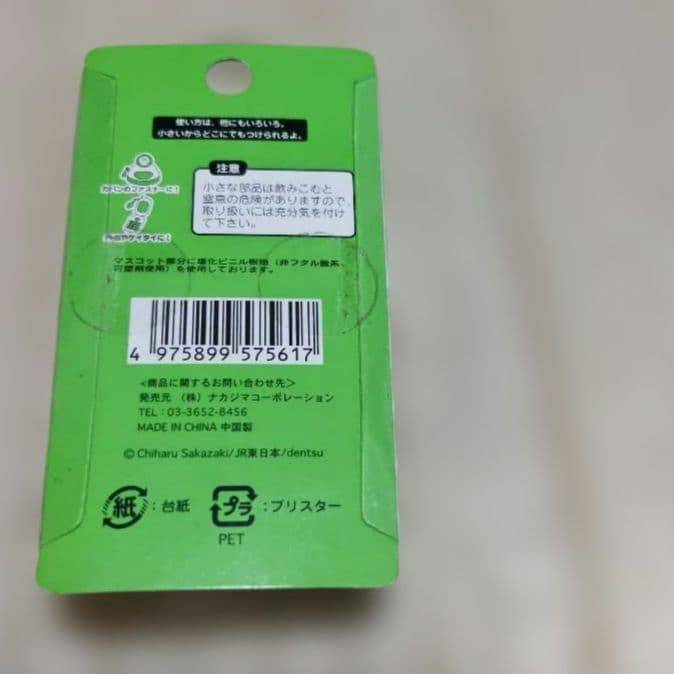 使い方は、他にもいろいろ。
小さいからどこにでもつけられるよ。
カバンのファスナーに！
注意
小さな部品は飲みこむと
窒息の危険がありますので、
取り扱いには充分気を付け
て下さい。
マスコット部分に塩化ビニル樹脂（非フタル酸系、
可塑剤使用）を使用しております。
4 975899 575617
<商品に関するお問い合わせ先>
発売元 （株）ナカジマコーポレーション
TEL：03-3652-8456
MADE IN CHINA 中国製
© Chiharu Sakazaki/JR東日本/dentsu
紙：台紙
プラ：ブリスター
PET